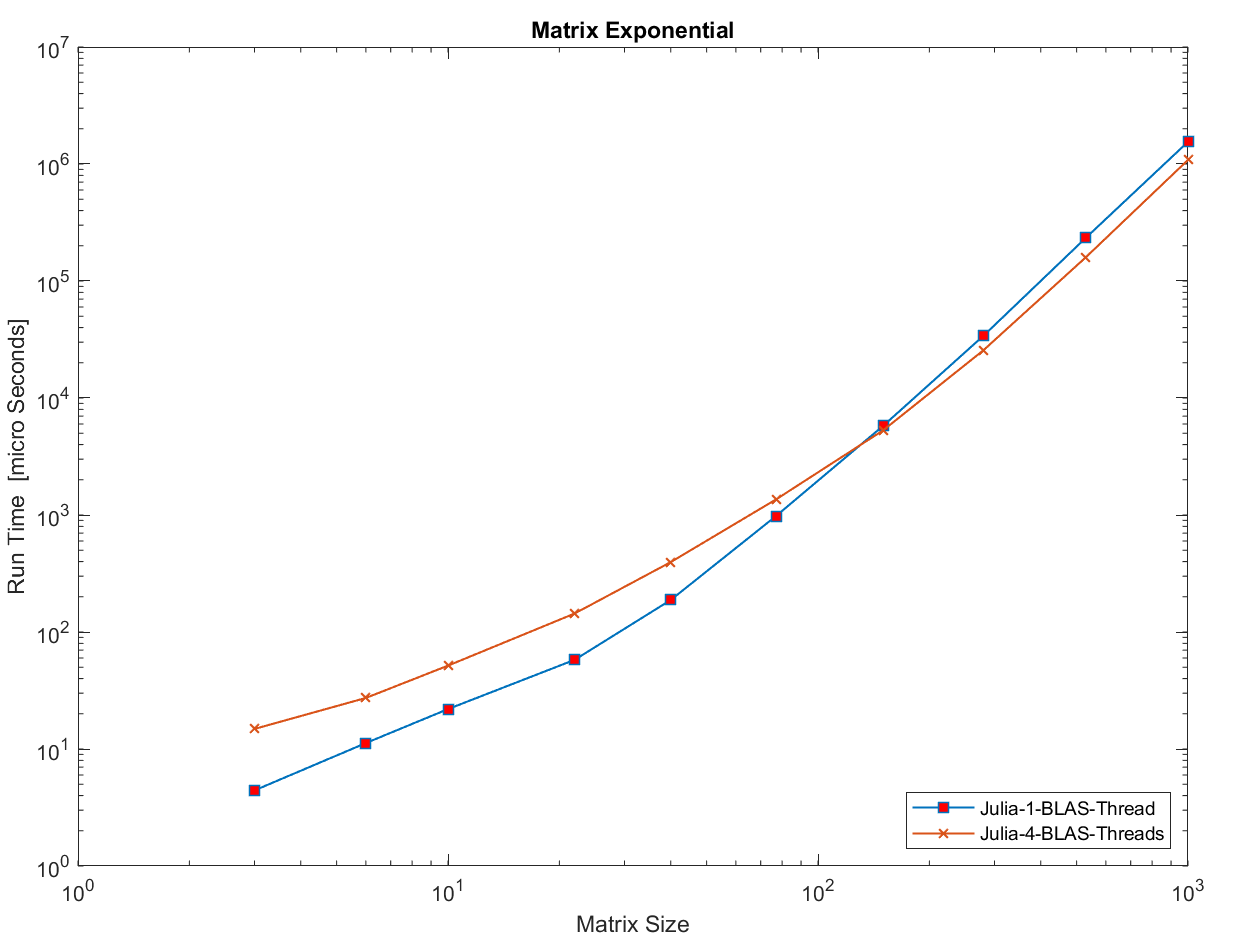 Matrix Exponential
10^7
10^6
10^5
10^4
10^3
10^2
10^1
10^0
Run Time [micro Seconds]
Julia-1-BLAS-Thread
Julia-4-BLAS-Threads
10^0 10^1 10^2 10^3
Matrix Size